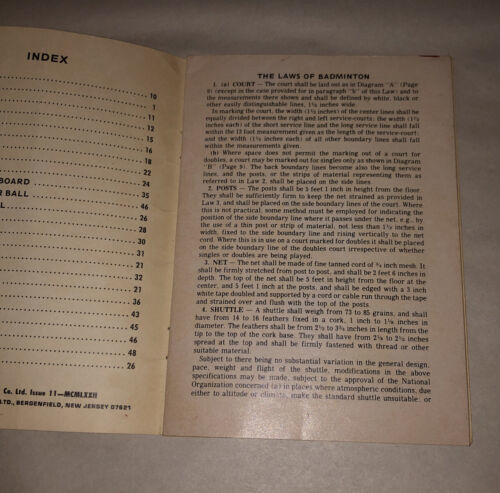 INDEX
10
1
11
12
15
16
18
22
BOARD 24
R BALL 35
L 46
26
28
30
31
21
32
21
36
43
45
46
48
26
Co. Ltd. Issue 11—MCMLXXII
LTD., BERGENFIELD, NEW JERSEY 07621
THE LAWS OF BADMINTON
1. (a) COURT — The court shall be laid out as in Diagram "A" (Page
8) (except in the case provided for in paragraph "b" of this Law) and to
the measurements there shown and shall be defined by white, black or
other easily distinguishable lines, 1½ inches wide.
In marking the court, the width (1½ inches) of the center lines shall be
equally divided between the right and left service-courts; the width (1½
inches each) of the short service line and the long service line shall fall
within the 13 foot measurement given as the length of the service-court;
and the width (1½ inches) of all other boundary lines shall fall
within the measurements given.
(b) Where space does not permit the marking out of a court for
doubles, a court may be marked out for singles only as shown in Diagram
"B" (Page 9). The back boundary lines become also the long service
lines, and the posts, or the strips of material representing them as
referred to in Law 2, shall be placed on the side lines.
2. POSTS — The posts shall be 5 feet 1 inch in height from the floor.
They shall be sufficiently firm to keep the net strained as provided in
Law 3, and shall be placed on the side boundary lines of the court. Where
this is not practical, some method must be employed for indicating the
position of the side boundary line where it passes under the net, e.g., by
the use of a thin post or strip of material, not less than 1½ inches in
width, fixed to the side boundary line and rising vertically to the net
cord. Where this is in use on a court marked for doubles it shall be placed
on the side boundary line of the doubles court irrespective of whether
singles or doubles are being played.
3. NET — The net shall be made of fine tanned cord of ¾ inch mesh. It
shall be firmly stretched from post to post, and shall be 2 feet 6 inches in
depth. The top of the net shall be 5 feet in height from the floor at the
center, and 5 feet 1 inch at the posts, and shall be edged with a 3 inch
white tape doubled and supported by a cord or cable run through the tape
and strained over and flush with the top of the posts.
4. SHUTTLE — A shuttle shall weigh from 73 to 85 grains, and shall
have from 14 to 16 feathers fixed in a cork, 1 inch to 1⅛ inches in
diameter. The feathers shall be from 2½ to 2¾ inches in length from the
tip to the top of the cork base. They shall have from 2⅛ to 2½ inches
spread at the top and shall be firmly fastened with thread or other
suitable material.
Subject to there being no substantial variation in the general design,
pace, weight and flight of the shuttle, modifications in the above
specifications may be made, subject to the approval of the National
Organization concerned (a) in places where atmospheric conditions, due
either to altitude or climate, make the standard shuttle unsuitable: or